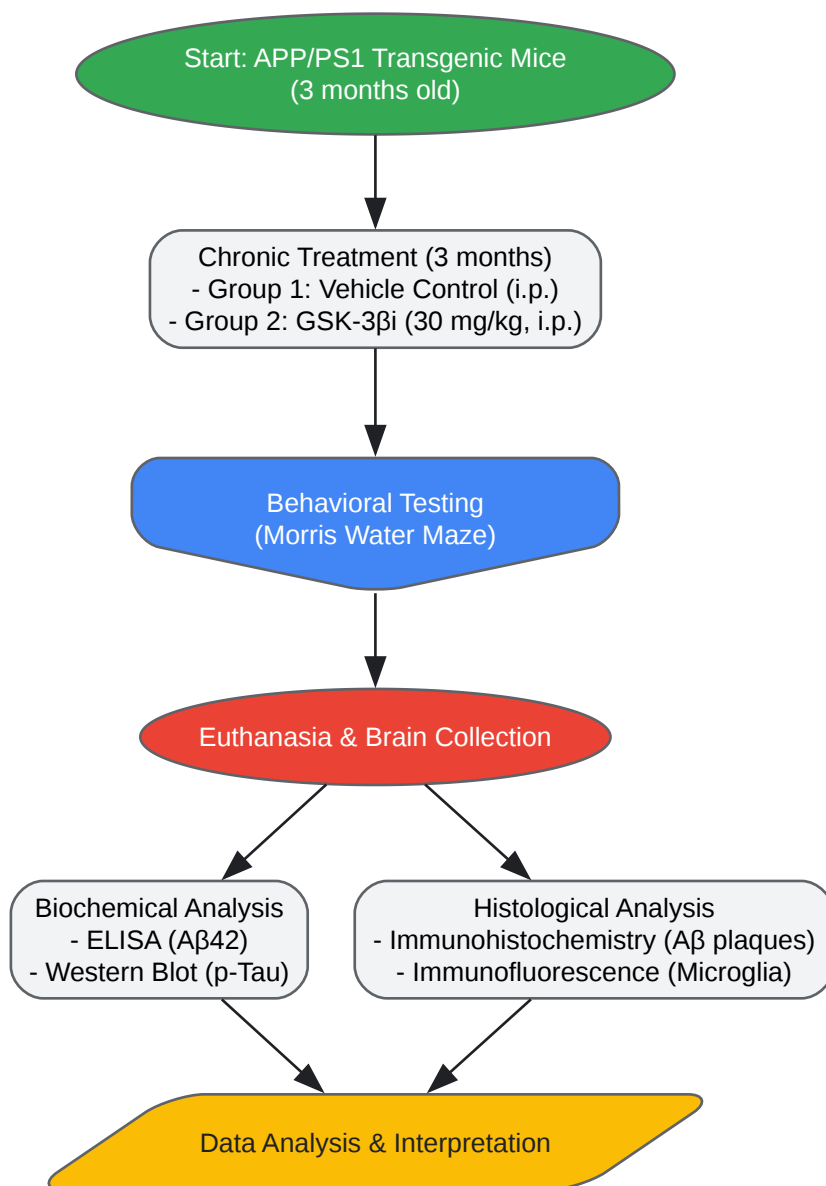 Start: APP/PS1 Transgenic Mice
(3 months old)
Chronic Treatment (3 months)
- Group 1: Vehicle Control (i.p.)
- Group 2: GSK-3βi (30 mg/kg, i.p.)
Behavioral Testing
(Morris Water Maze)
Euthanasia & Brain Collection
Biochemical Analysis
- ELISA (Aβ42)
- Western Blot (p-Tau)
Histological Analysis
- Immunohistochemistry (Aβ plaques)
- Immunofluorescence (Microglia)
Data Analysis & Interpretation